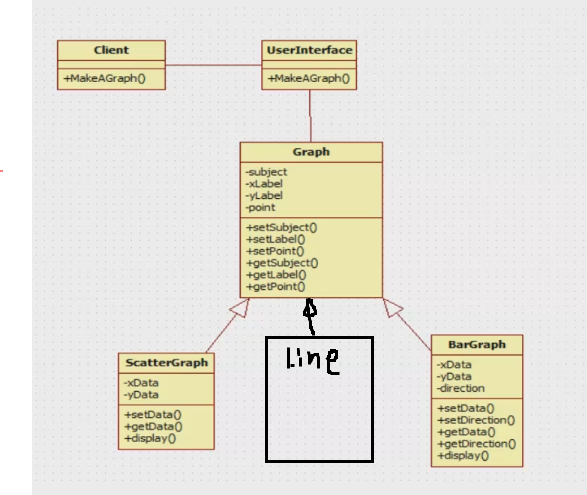 Client
+MakeAGraph()
UserInterface
+MakeAGraph()
Graph
-subject
-xLabel
-yLabel
-point
+setSubject()
+setLabel()
+setPoint()
+getSubject()
+getLabel()
+getPoint()
ScatterGraph
-xData
-yData
+setData()
+getData()
+display()
Line
BarGraph
-xData
-yData
-direction
+setData()
+setDirection()
+getData()
+getDirection()
+display()